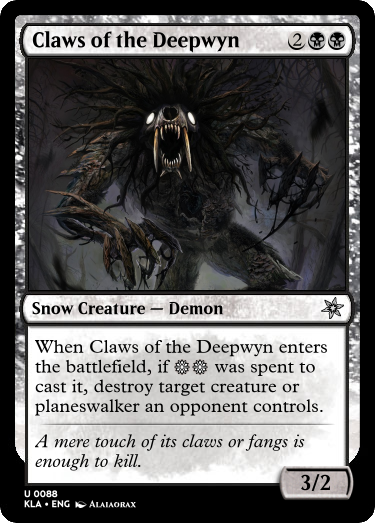 Claws of the Deepwyn 2
Snow Creature — Demon
When Claws of the Deepwyn enters
the battlefield, if was spent to
cast it, destroy target creature or
planeswalker an opponent controls.
A mere touch of its claws or fangs is
enough to kill.
3/2
U 0088
KLA • ENG Alaiaorax